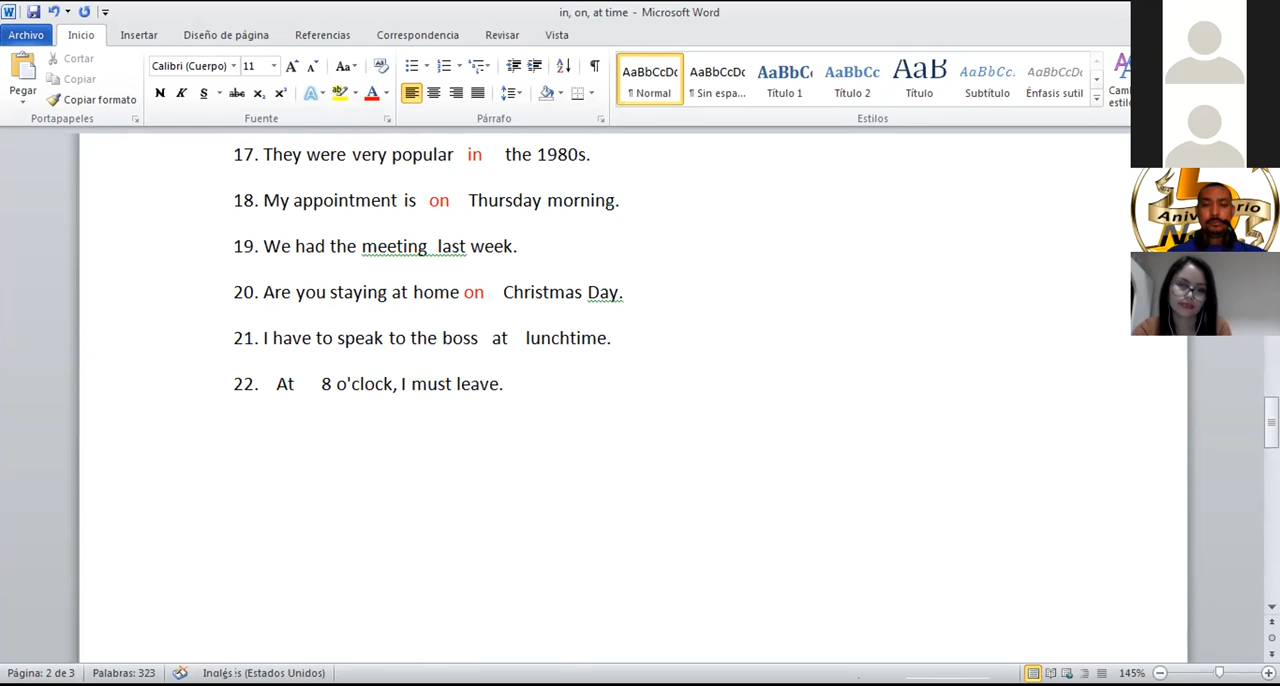 in, on, at time - Microsoft Word
Archivo Inicio Insertar Diseño de página Referencias Correspondencia Revisar Vista
Pegar
Cortar
Copiar
Copiar formato
Portapapeles
Calibri (Cuerpo) 11
N K S abc x₂ x² A
Fuente
Párrafo
AaBbCcDc AaBbCcDc AaBbC AaBbCc AaB AaBbCc. AaBbCcDc
¶ Normal ¶ Sin espa... Título 1 Título 2 Título Subtítulo Énfasis sutil
Estilos
17. They were very popular in the 1980s.
18. My appointment is on Thursday morning.
19. We had the meeting last week.
20. Are you staying at home on Christmas Day.
21. I have to speak to the boss at lunchtime.
22. At 8 o'clock, I must leave.
Página: 2 de 3 Palabras: 323 Inglés (Estados Unidos) 145%